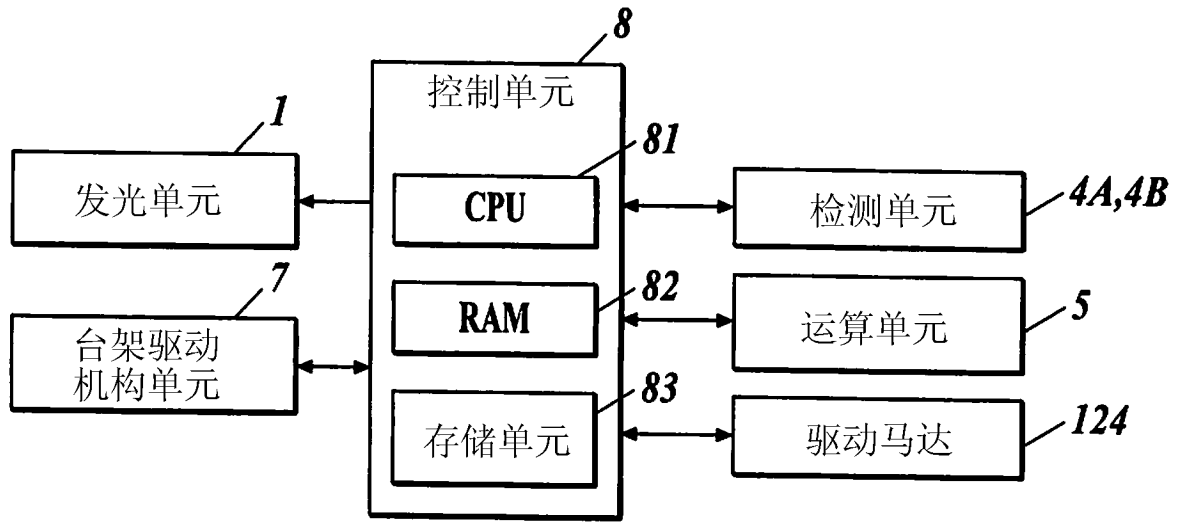 8
控制单元
1
发光单元
81
CPU
检测单元
4A,4B
7
台架驱动
机构单元
82
RAM
运算单元
5
83
存储单元
驱动马达
124